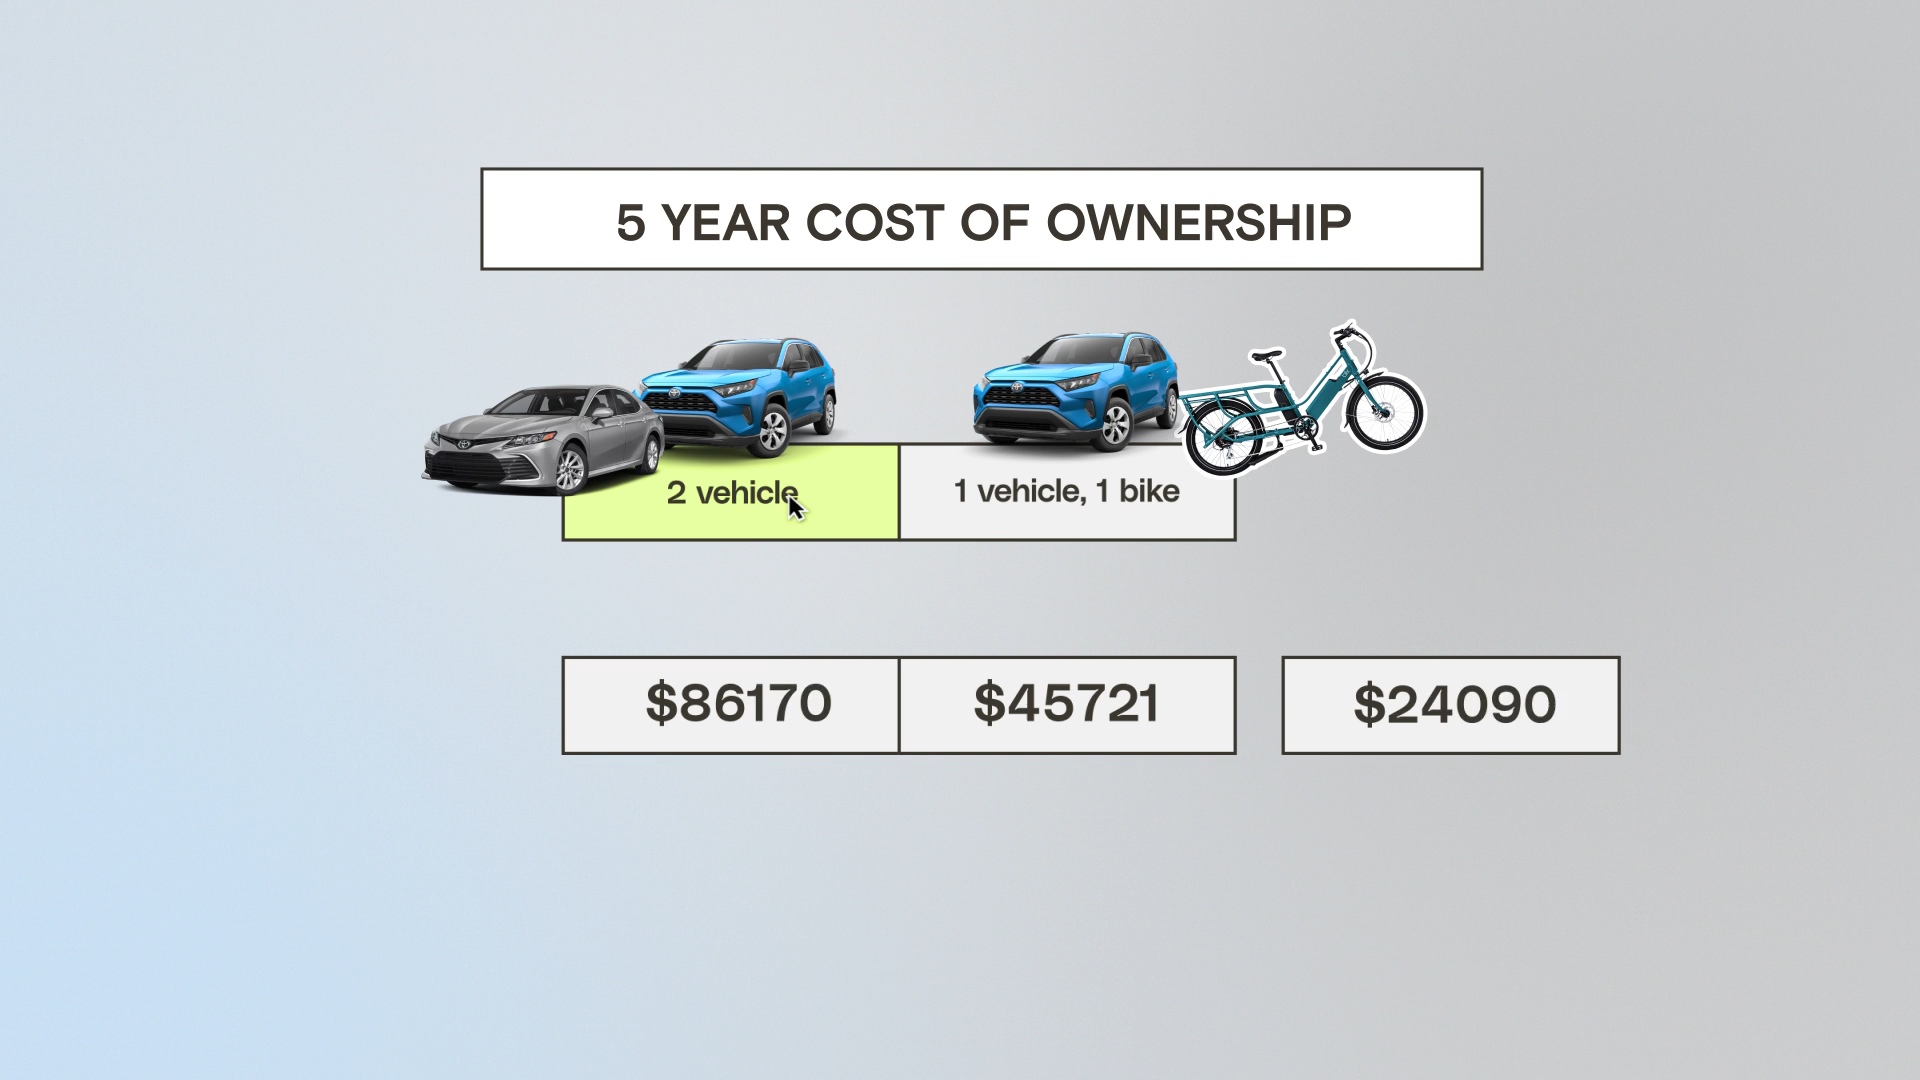 5 YEAR COST OF OWNERSHIP
2 vehicle
1 vehicle, 1 bike
$86170
$45721
$24090